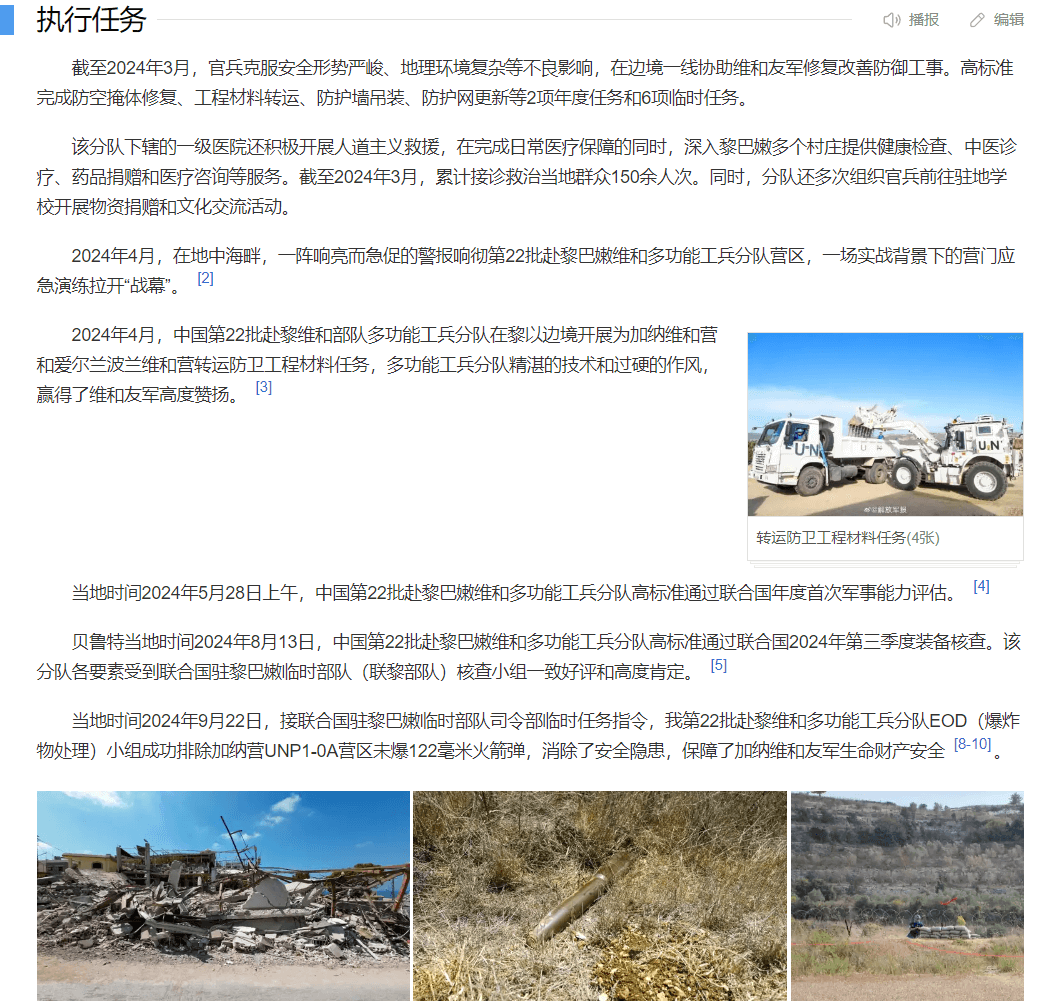 执行任务
播报
编辑
截至2024年3月，官兵克服安全形势严峻、地理环境复杂等不良影响，在边境一线协助维和友军修复改善防御工事。高标准
完成防空掩体修复、工程材料转运、防护墙吊装、防护网更新等2项年度任务和6项临时任务。
该分队下辖的一级医院还积极开展人道主义救援，在完成日常医疗保障的同时，深入黎巴嫩多个村庄提供健康检查、中医诊
疗、药品捐赠和医疗咨询等服务。截至2024年3月，累计接诊救治当地群众150余人次。同时，分队还多次组织官兵前往驻地学
校开展物资捐赠和文化交流活动。
2024年4月，在地中海畔，一阵响亮而急促的警报响彻第22批赴黎巴嫩维和多功能工兵分队营区，一场实战背景下的营门应
急演练拉开“战幕”。 [2]
2024年4月，中国第22批赴黎维和部队多功能工兵分队在黎以边境开展为加纳维和营
和爱尔兰波兰维和营转运防卫工程材料任务，多功能工兵分队精湛的技术和过硬的作风，
赢得了维和友军高度赞扬。 [3]
UN
UN
@解放军报
转运防卫工程材料任务(4张)
当地时间2024年5月28日上午，中国第22批赴黎巴嫩维和多功能工兵分队高标准通过联合国年度首次军事能力评估。 [4]
贝鲁特当地时间2024年8月13日，中国第22批赴黎巴嫩维和多功能工兵分队高标准通过联合国2024年第三季度装备核查。该
分队各要素受到联合国驻黎巴嫩临时部队（联黎部队）核查小组一致好评和高度肯定。 [5]
当地时间2024年9月22日，接联合国驻黎巴嫩临时部队司令部临时任务指令，我第22批赴黎维和多功能工兵分队EOD（爆炸
物处理）小组成功排除加纳营UNP1-0A营区未爆122毫米火箭弹，消除了安全隐患，保障了加纳维和友军生命财产安全 [8-10] 。